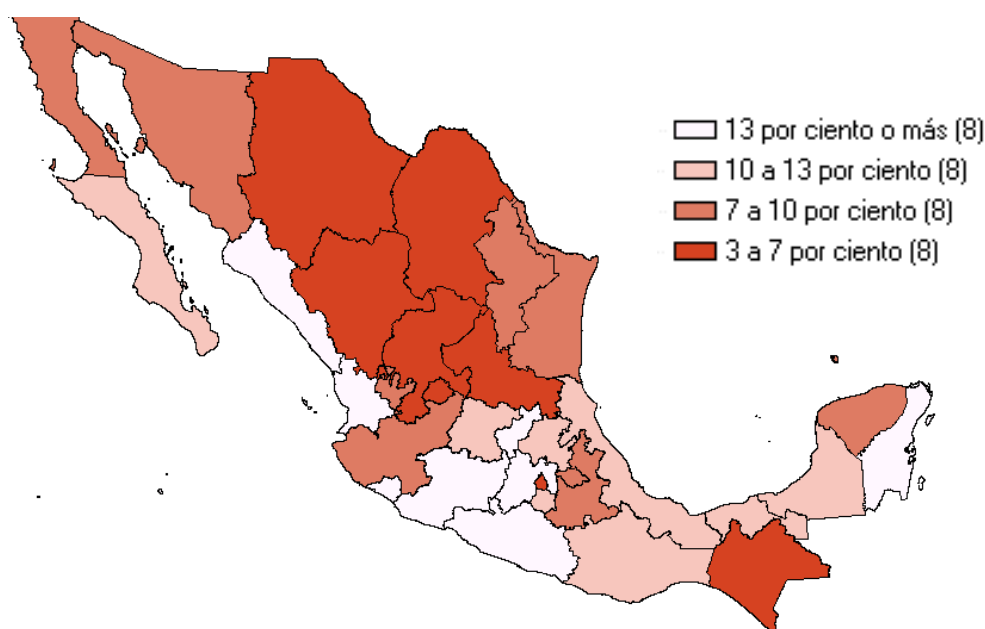 13 por ciento o más (8)
10 a 13 por ciento (8)
7 a 10 por ciento (8)
3 a 7 por ciento (8)